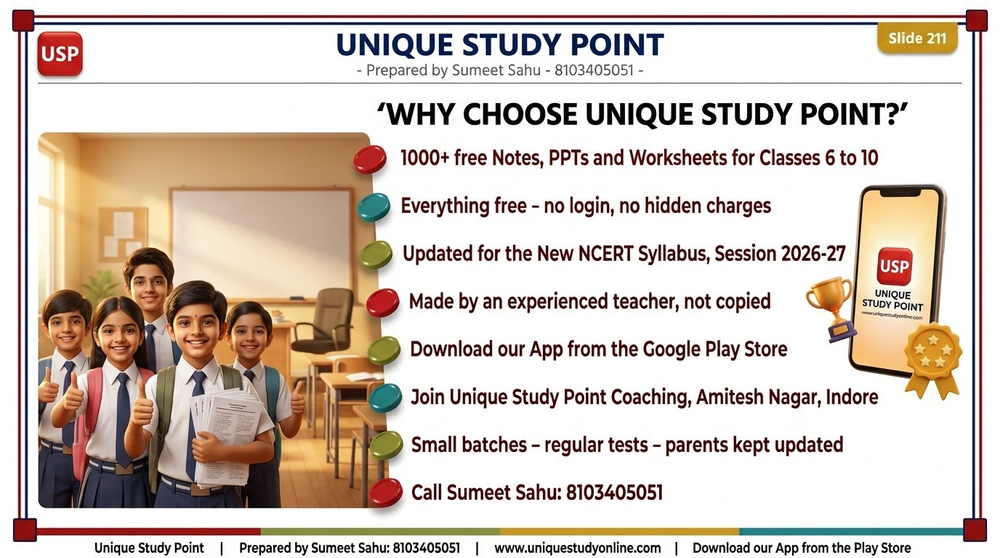 USP
UNIQUE STUDY POINT
- Prepared by Sumeet Sahu - 8103405051 -
Slide 211
‘WHY CHOOSE UNIQUE STUDY POINT?’
1000+ free Notes, PPTs and Worksheets for Classes 6 to 10
Everything free – no login, no hidden charges
Updated for the New NCERT Syllabus, Session 2026-27
Made by an experienced teacher, not copied
Download our App from the Google Play Store
Join Unique Study Point Coaching, Amitesh Nagar, Indore
Small batches – regular tests – parents kept updated
Call Sumeet Sahu: 8103405051
USP
UNIQUE
STUDY POINT
Unique Study Point | Prepared by Sumeet Sahu: 8103405051 | www.uniquestudyonline.com | Download our App from the Play Store